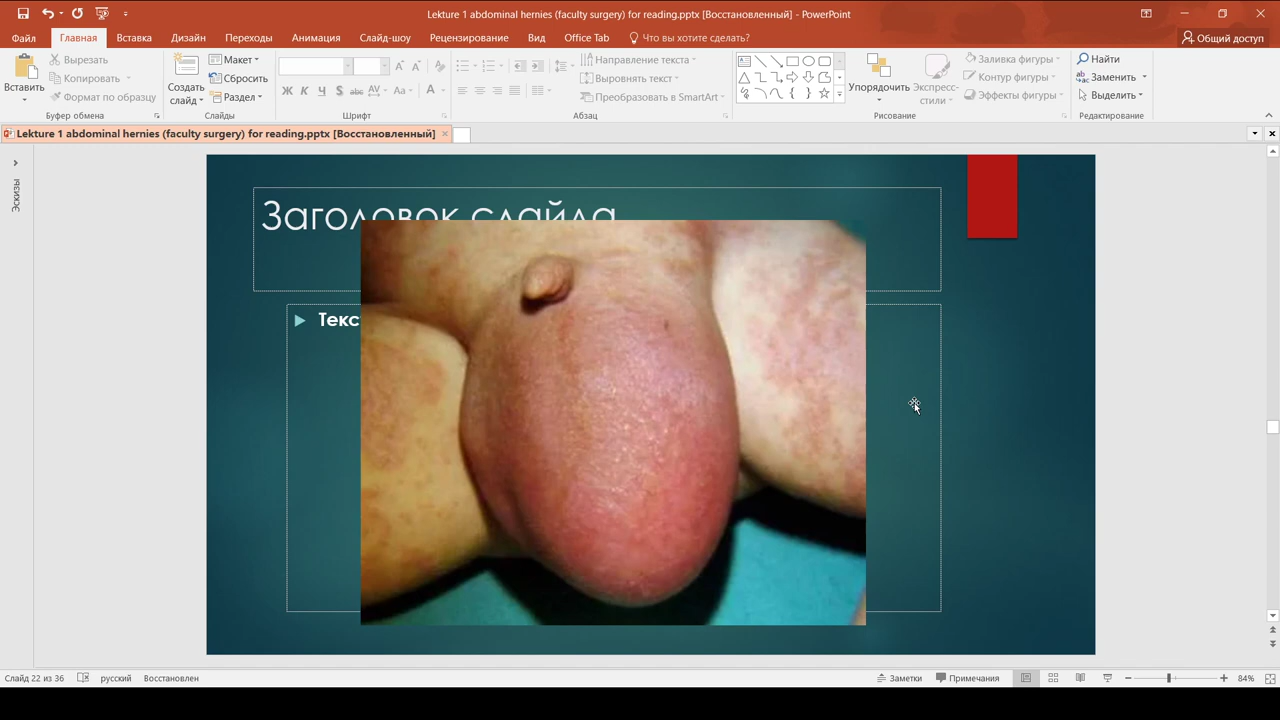 Lekture 1 abdominal hernies (faculty surgery) for reading.pptx [Восстановленный] - PowerPoint
Файл Главная Вставка Дизайн Переходы Анимация Слайд-шоу Рецензирование Вид Office Tab Что вы хотите сделать? Общий доступ
Вставить
Вырезать
Копировать
Формат по образцу
Буфер обмена
Создать слайд
Макет
Сбросить
Раздел
Слайды
Ж К Ч S abc AV Aa A
Шрифт
Направление текста
Выровнять текст
Преобразовать в SmartArt
Абзац
Упорядочить
Экспресс-стили
Заливка фигуры
Контур фигуры
Эффекты фигуры
Рисование
Найти
Заменить
Выделить
Редактирование
Lekture 1 abdominal hernies (faculty surgery) for reading.pptx [Восстановленный]
Эскизы
Заголовок слайда
Текс
Слайд 22 из 36 русский Восстановлен Заметки Примечания 84%